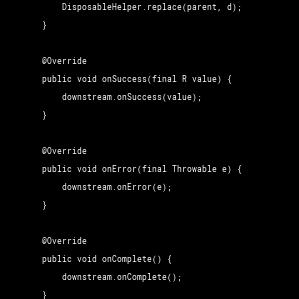 DisposableHelper.replace(parent, d);
}
@Override
public void onSuccess(final R value) {
downstream.onSuccess(value);
}
@Override
public void onError(final Throwable e) {
downstream.onError(e);
}
@Override
public void onComplete() {
downstream.onComplete();
}